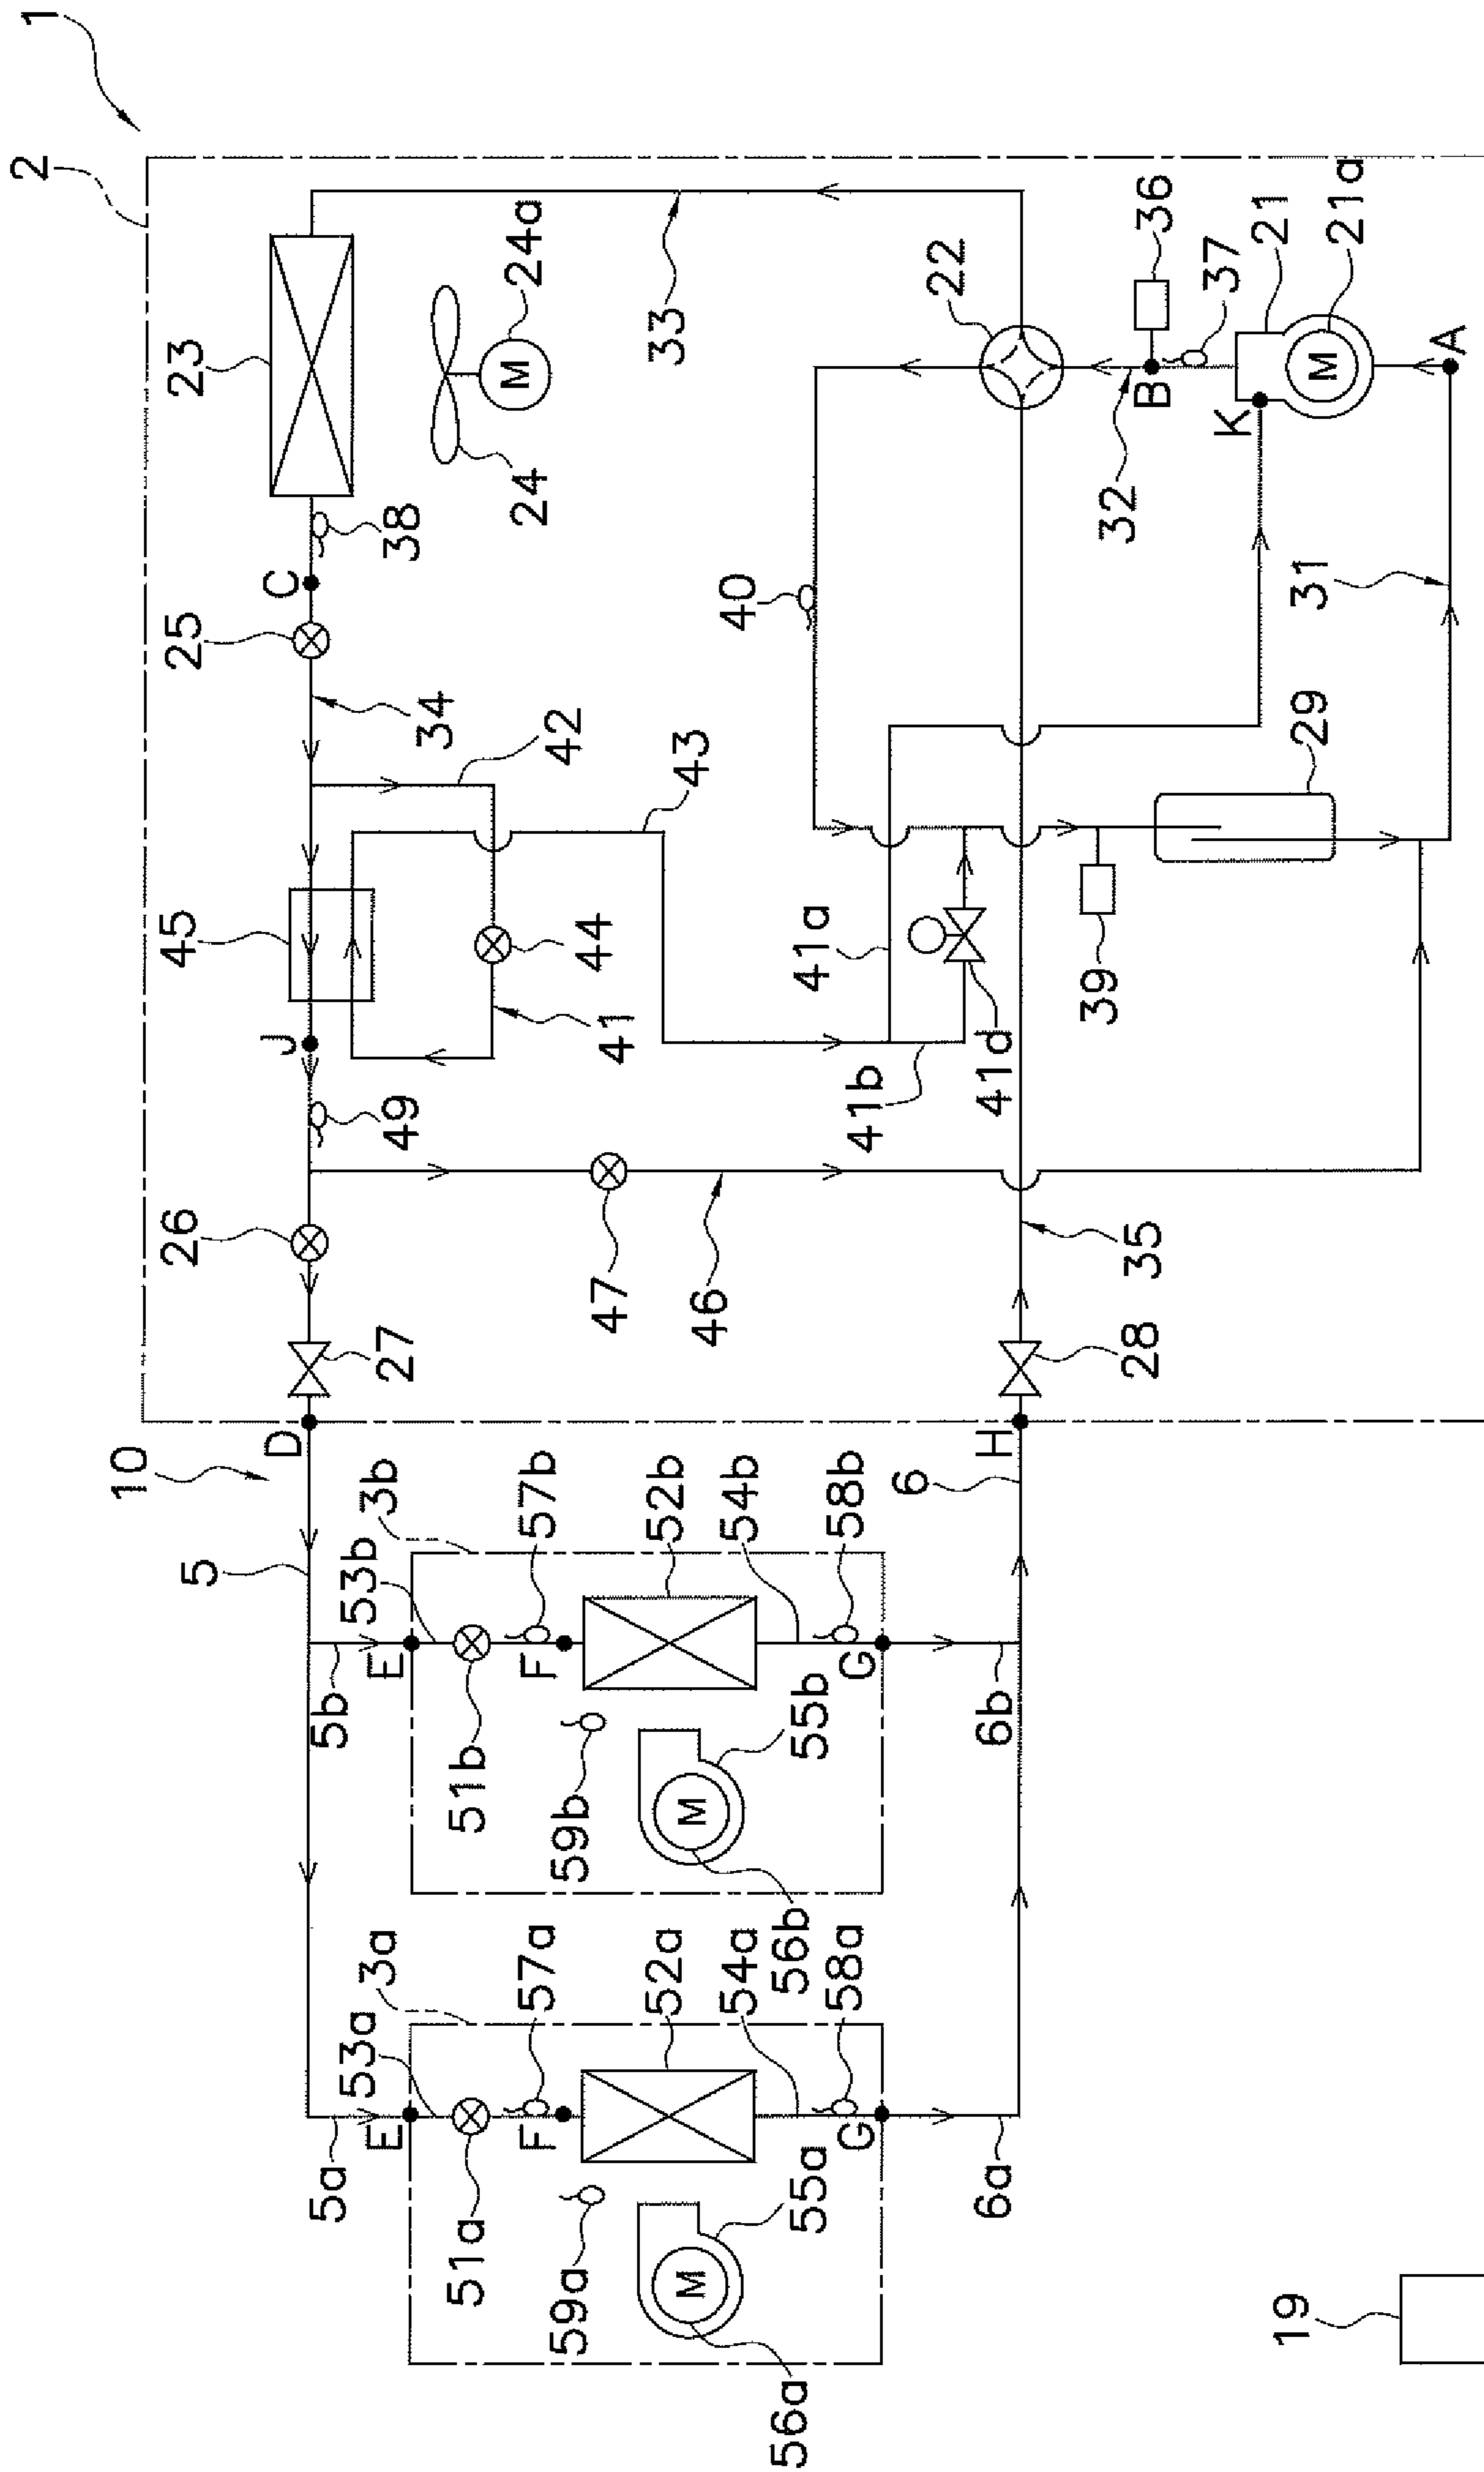 1
2
23
24a
24
33
22
36
37
21
21a
B
K
A
32
38
C
25
34
42
43
40
31
29
45
44
41
J
41a
41b
41d
39
49
26
47
46
35
27
28
D
H
10
5
6
3b
53b
57b
52b
54b
58b
E
F
G
5b
51b
59b
55b
56b
6b
M
M
M
3a
53a
57a
52a
54a
58a
E
F
G
5a
51a
59a
55a
56a
6a
M
19